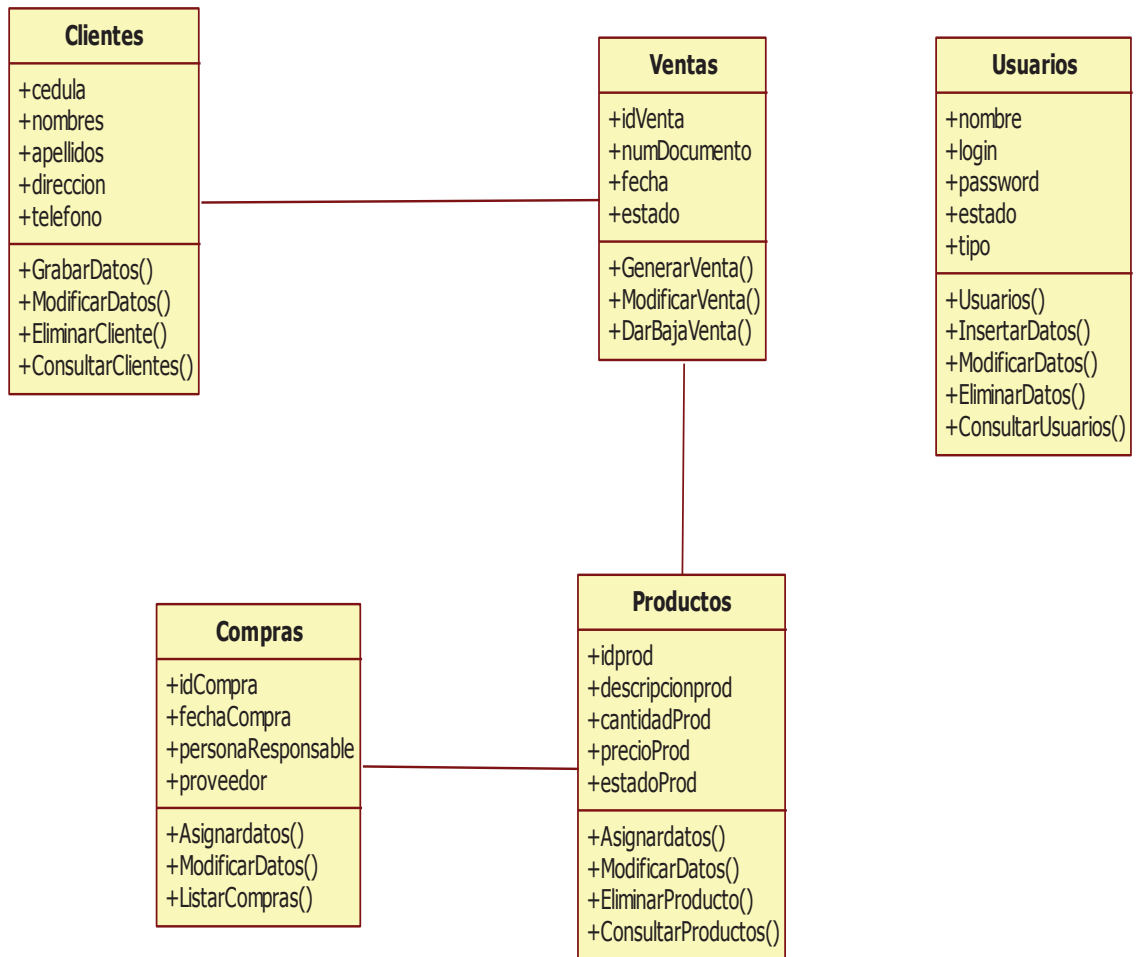 Clientes
+cedula
+nombres
+apellidos
+direccion
+telefono
+GrabarDatos()
+ModificarDatos()
+EliminarCliente()
+ConsultarClientes()
Ventas
+idVenta
+numDocumento
+fecha
+estado
+GenerarVenta()
+ModificarVenta()
+DarBajaVenta()
Usuarios
+nombre
+login
+password
+estado
+tipo
+Usuarios()
+InsertarDatos()
+ModificarDatos()
+EliminarDatos()
+ConsultarUsuarios()
Compras
+idCompra
+fechaCompra
+personaResponsable
+proveedor
+Asignardatos()
+ModificarDatos()
+ListarCompras()
Productos
+idprod
+descripcionprod
+cantidadProd
+precioProd
+estadoProd
+Asignardatos()
+ModificarDatos()
+EliminarProducto()
+ConsultarProductos()